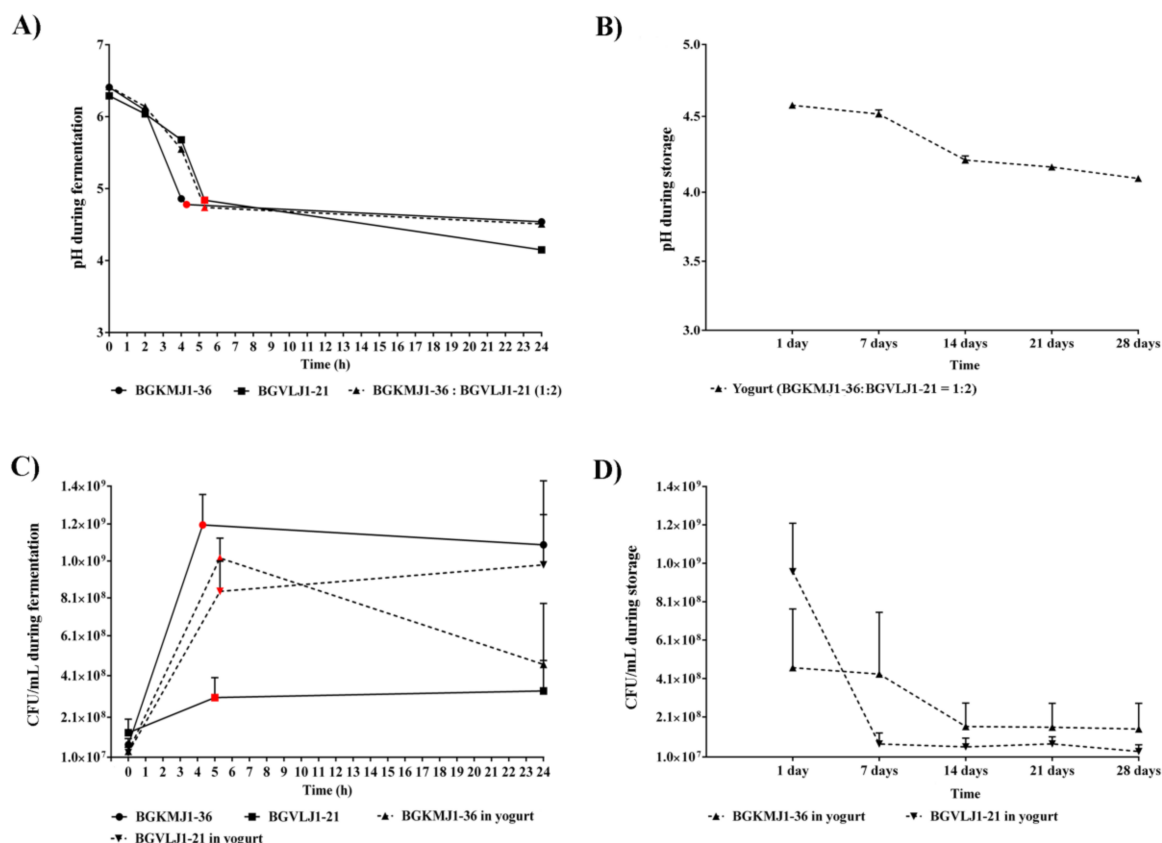 A)
7
6
5
4
3
pH during fermentation
0 1 2 3 4 5 6 7 8 9 10 11 12 13 14 15 16 17 18 19 20 21 22 23 24
Time (h)
BGKMJ1-36 BGVLJ1-21 BGKMJ1-36 : BGVLJ1-21 (1:2)
B)
5.0
4.5
4.0
3.5
3.0
pH during storage
1 day 7 days 14 days 21 days 28 days
Time
Yogurt (BGKMJ1-36:BGVLJ1-21 = 1:2)
C)
1.4×10⁹
1.2×10⁹
1.0×10⁹
8.1×10⁸
6.1×10⁸
4.1×10⁸
2.1×10⁸
1.0×10⁷
CFU/mL during fermentation
0 1 2 3 4 5 6 7 8 9 10 11 12 13 14 15 16 17 18 19 20 21 22 23 24
Time (h)
BGKMJ1-36 BGVLJ1-21 BGKMJ1-36 in yogurt
BGVLJ1-21 in yogurt
D)
1.4×10⁹
1.2×10⁹
1.0×10⁹
8.1×10⁸
6.1×10⁸
4.1×10⁸
2.1×10⁸
1.0×10⁷
CFU/mL during storage
1 day 7 days 14 days 21 days 28 days
Time
BGKMJ1-36 in yogurt BGVLJ1-21 in yogurt